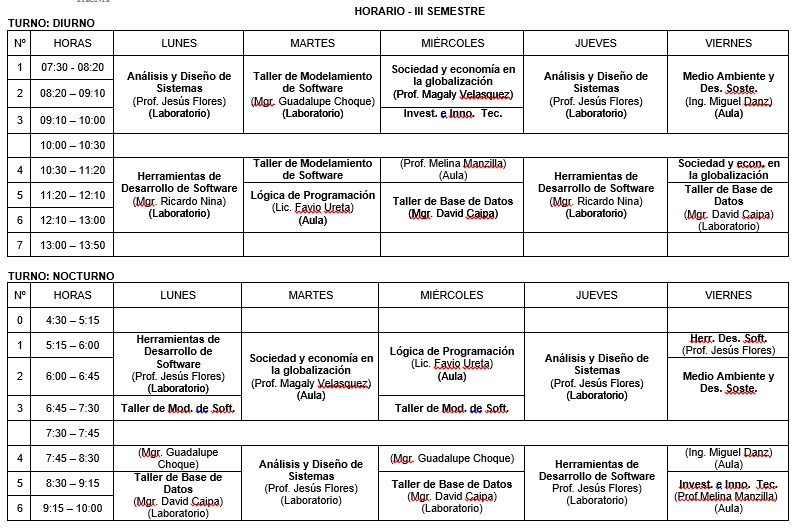 HORARIO - III SEMESTRE
TURNO: DIURNO
Nº HORAS LUNES MARTES MIÉRCOLES JUEVES VIERNES
1 07:30 - 08:20
2 08:20 – 09:10
3 09:10 – 10:00
Análisis y Diseño de
Sistemas
(Prof. Jesús Flores)
(Laboratorio)
Taller de Modelamiento
de Software
(Mgr. Guadalupe Choque)
(Laboratorio)
Sociedad y economía en
la globalización
(Prof. Magaly Velasquez)
Invest. e Inno. Tec.
Análisis y Diseño de
Sistemas
(Prof. Jesús Flores)
(Laboratorio)
Medio Ambiente y
Des. Soste.
(Ing. Miguel Danz)
(Aula)
10:00 – 10:30
4 10:30 – 11:20
5 11:20 – 12:10
6 12:10 – 13:00
Herramientas de
Desarrollo de Software
(Mgr. Ricardo Nina)
(Laboratorio)
Taller de Modelamiento
de Software
Lógica de Programación
(Lic. Favio Ureta)
(Aula)
(Prof. Melina Manzilla)
(Aula)
Taller de Base de Datos
(Mgr. David Caipa)
Herramientas de
Desarrollo de Software
(Mgr. Ricardo Nina)
(Laboratorio)
Sociedad y econ. en
la globalización
Taller de Base de
Datos
(Mgr. David Caipa)
(Laboratorio)
7 13:00 – 13:50
TURNO: NOCTURNO
Nº HORAS LUNES MARTES MIERCOLES JUEVES VIERNES
0 4:30 – 5:15
1 5:15 – 6:00
2 6:00 – 6:45
3 6:45 – 7:30
Herramientas de
Desarrollo de
Software
(Prof. Jesús Flores)
(Laboratorio)
Taller de Mod. de Soft.
Sociedad y economía en
la globalización
(Prof. Magaly Velasquez)
(Aula)
Lógica de Programación
(Lic. Favio Ureta)
(Aula)
Taller de Mod. de Soft.
Análisis y Diseño de
Sistemas
(Prof. Jesús Flores)
(Laboratorio)
Herr. Des. Soft.
(Prof. Jesús Flores)
Medio Ambiente y
Des. Soste.
7:30 – 7:45
4 7:45 – 8:30
5 8:30 – 9:15
6 9:15 – 10:00
(Mgr. Guadalupe
Choque)
Taller de Base de
Datos
(Mgr. David Caipa)
(Laboratorio)
Análisis y Diseño de
Sistemas
(Prof. Jesús Flores)
(Laboratorio)
(Mgr. Guadalupe Choque)
Taller de Base de Datos
(Mgr. David Caipa)
(Laboratorio)
Herramientas de
Desarrollo de Software
Prof. Jesús Flores)
(Laboratorio)
(Ing. Miguel Danz)
(Aula)
Invest. e Inno. Tec.
(Prof.Melina Manzilla)
(Aula)